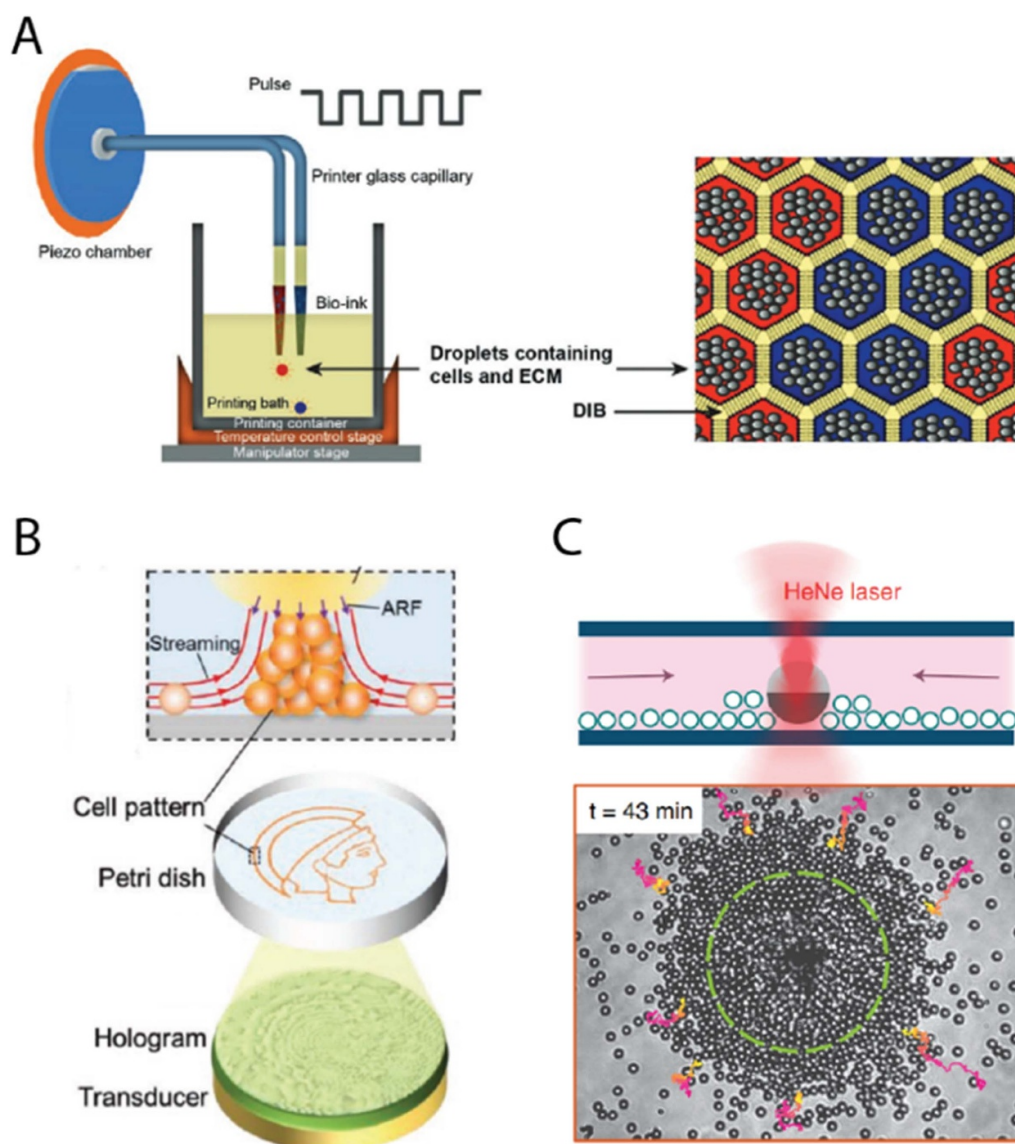 A
Pulse
Printer glass capillary
Piezo chamber
Bio-ink
Droplets containing
cells and ECM
Printing bath
Printing container
Temperature control stage
Manipulator stage
DIB
B
ARF
Streaming
Cell pattern
Petri dish
Hologram
Transducer
C
HeNe laser
t = 43 min